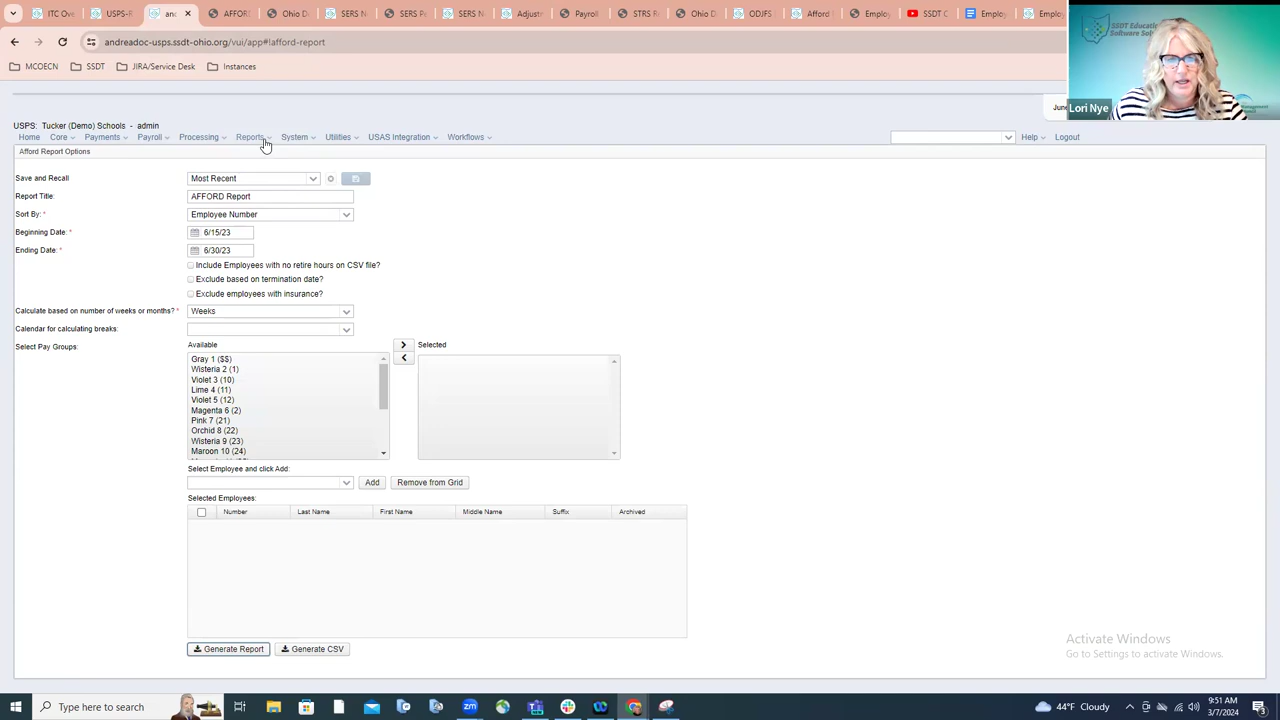 ITC
USPS-R
AFFORD
Ohio D
SERS N
SERS
SERS N
Adjustr
Payroll
STRS R
Ohio D
ODJFS
Afford
Employ
SSDT C
Employ
Employ
andreadoc-usps.ssdt-ohio.org/vui/app#!afford-report
MCOECN
SSDT
JIRA/Service Desk
Instances
SSDT Educati
Software Sol
Lori Nye
June
USPS: Tucker (Demo) Schools - admin
Home Core Payments Payroll Processing Reports System Utilities USAS Integration Workflows Help Logout
Afford Report Options
Save and Recall Most Recent
Report Title: AFFORD Report
Sort By: * Employee Number
Beginning Date: * 6/15/23
Ending Date: * 6/30/23
Include Employees with no retire hours on CSV file?
Exclude based on termination date?
Exclude employees with insurance?
Calculate based on number of weeks or months? * Weeks
Calendar for calculating breaks:
Select Pay Groups: Available Selected
Gray 1 ($$)
Wisteria 2 (1)
Violet 3 (10)
Lime 4 (11)
Violet 5 (12)
Magenta 6 (2)
Pink 7 (21)
Orchid 8 (22)
Wisteria 9 (23)
Maroon 10 (24)
Select Employee and click Add:
Add Remove from Grid
Selected Employees:
Number Last Name First Name Middle Name Suffix Archived
Generate Report Generate CSV
Activate Windows
Go to Settings to activate Windows.
Type here to search
44°F Cloudy
9:51 AM
3/7/2024